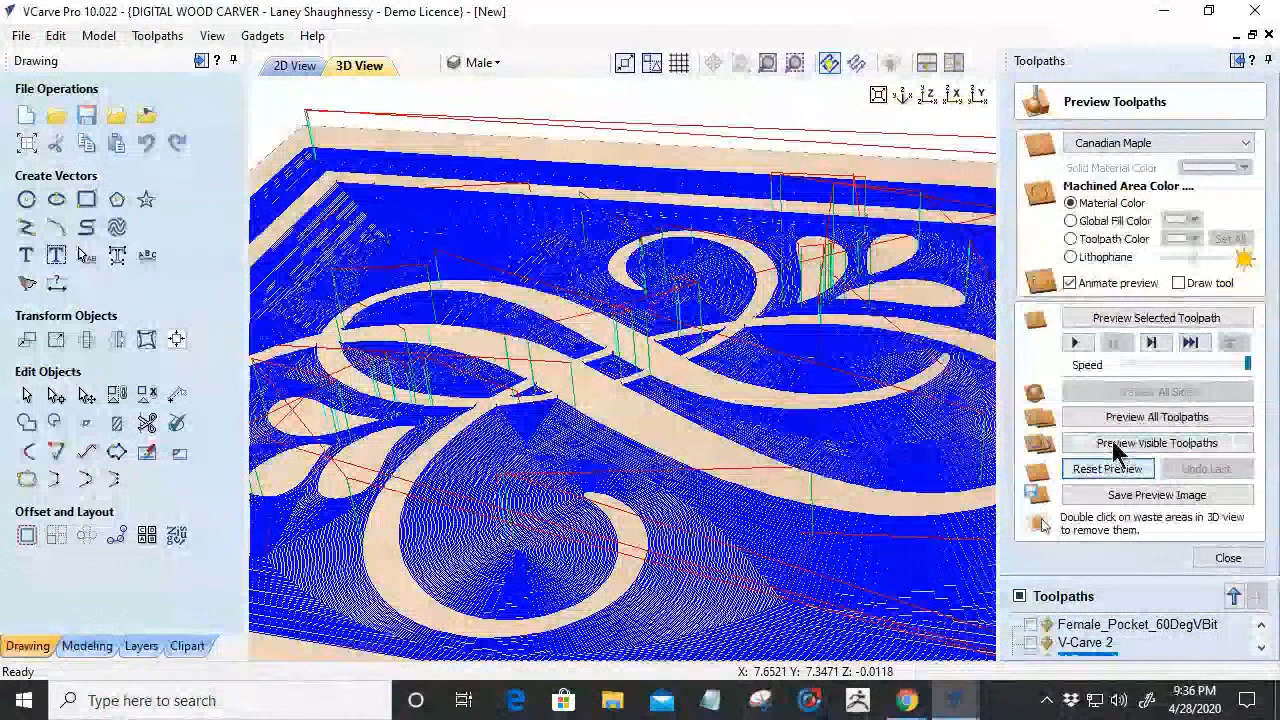 VCarve Pro 10.022 - {DIGITAL WOOD CARVER - Laney Shaughnessy - Demo Licence} - [New]
File Edit Model Toolpaths View Gadgets Help
Drawing
2D View 3D View
Male
Toolpaths
File Operations
Create Vectors
Transform Objects
Edit Objects
Offset and Layout
Drawing Modeling Layers Clipart
Z X Y
Preview Toolpaths
Canadian Maple
Solid Material Color
Machined Area Color ....
Material Color
Global Fill Color
Toolpath Color Set All
Lithophane
Animate preview Draw tool
Preview Selected Toolpath
Speed
Preview All Sides
Preview All Toolpaths
Preview Visible Toolpaths
Reset Preview Undo Last
Save Preview Image
Double click on waste areas in 3D view
to remove them.
Close
Toolpaths
Female_Pocket_60DegVBit
V-Carve 2
Ready
X: 7.6521 Y: 7.3471 Z: -0.0118
Type here to search
9:36 PM
4/28/2020